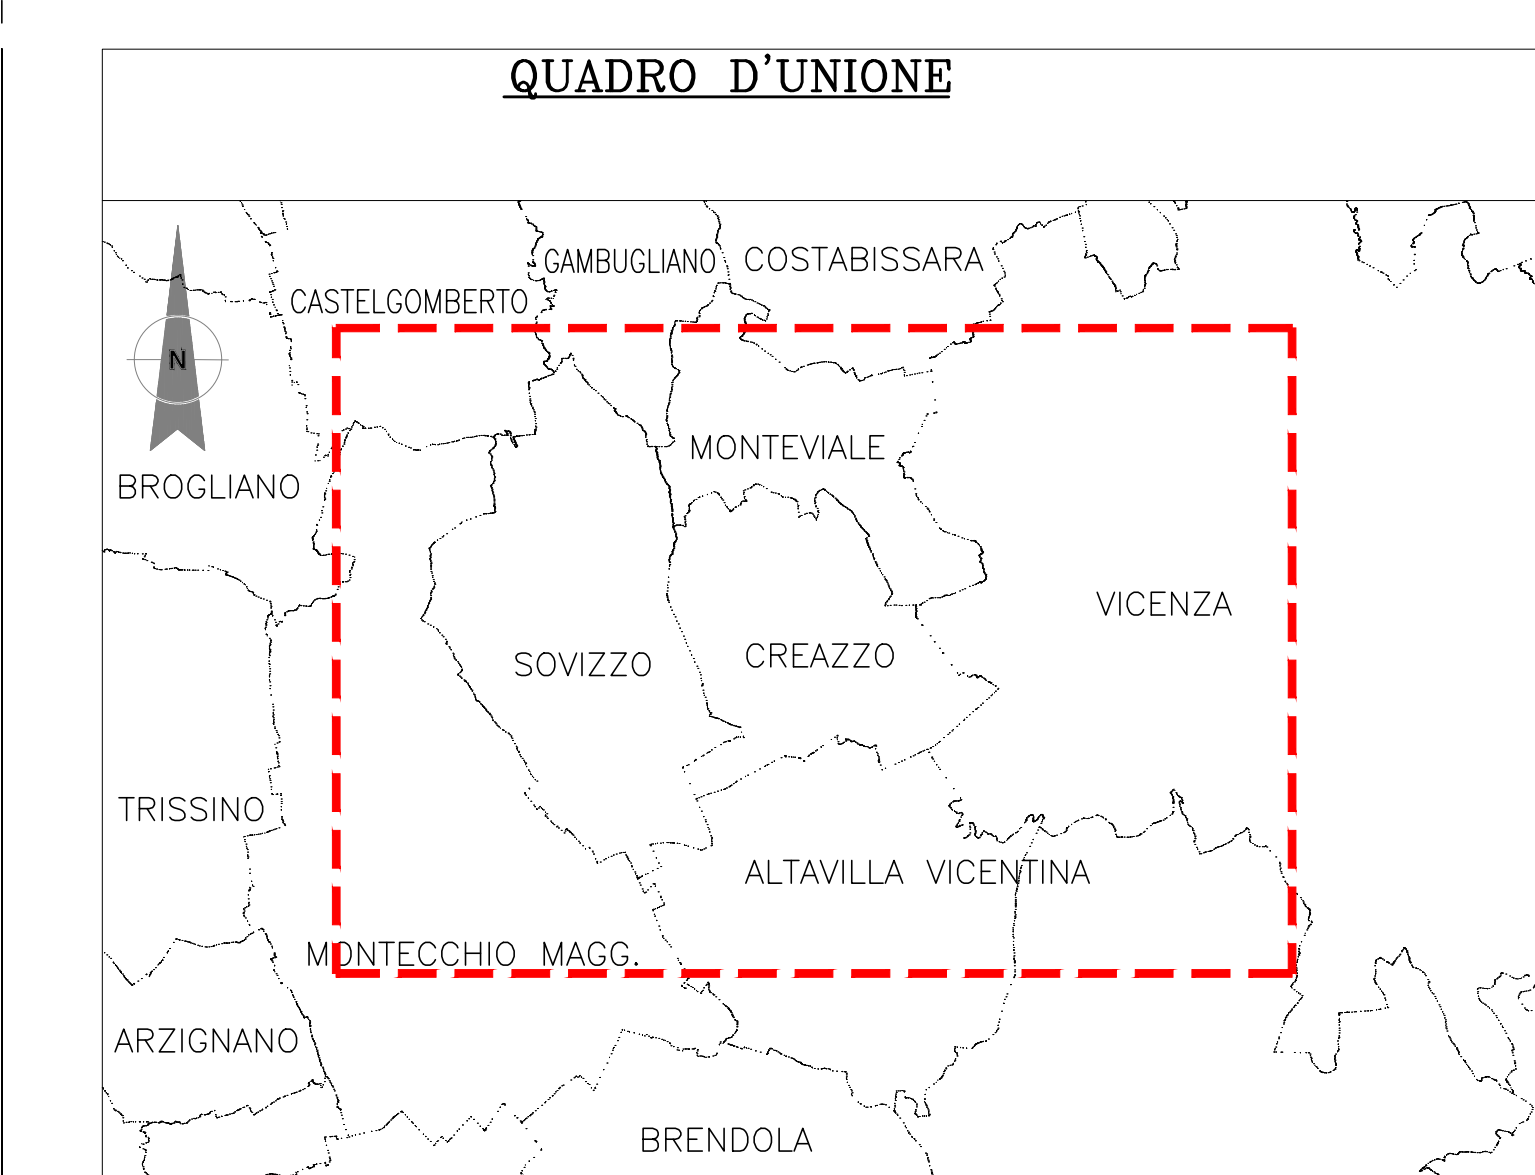 QUADRO D'UNIONE
GAMBUGLIANO
COSTABISSARA
CASTELGOMBERTO
N
MONTEVIALE
BROGLIANO
VICENZA
CREAZZO
SOVIZZO
TRISSINO
ALTAVILLA VICENTINA
MONTECCHIO MAGG.
ARZIGNANO
BRENDOLA